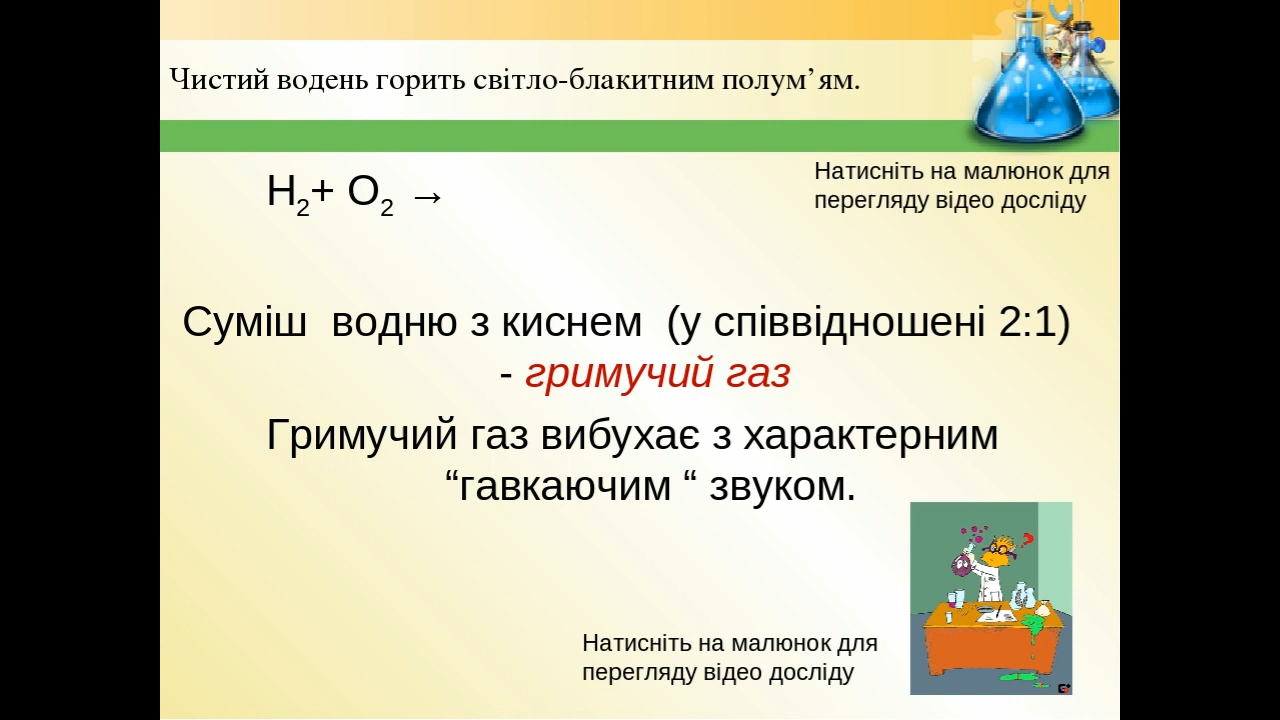 Чистий водень горить світло-блакитним полум’ям.
Натисніть на малюнок для
перегляду відео досліду
H₂+ O₂ →
Суміш водню з киснем (у співвідношені 2:1)
- гримучий газ
Гримучий газ вибухає з характерним
“гавкаючим “ звуком.
?
Натисніть на малюнок для
перегляду відео досліду